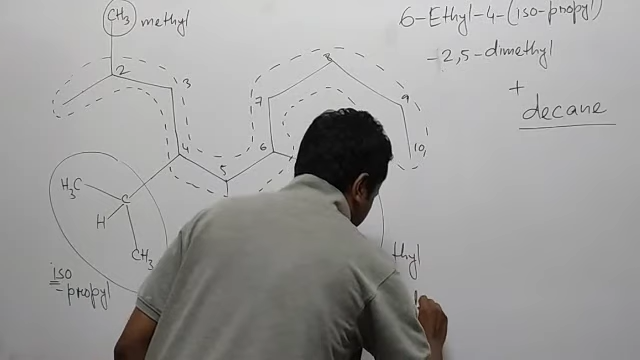 CH3 methyl
6-Ethyl-4-(iso-propyl)
-2,5-dimethyl
+
decane
2
3
8
7
9
4
6
10
5
H3C
C
H
CH3
iso
-propyl
thyl